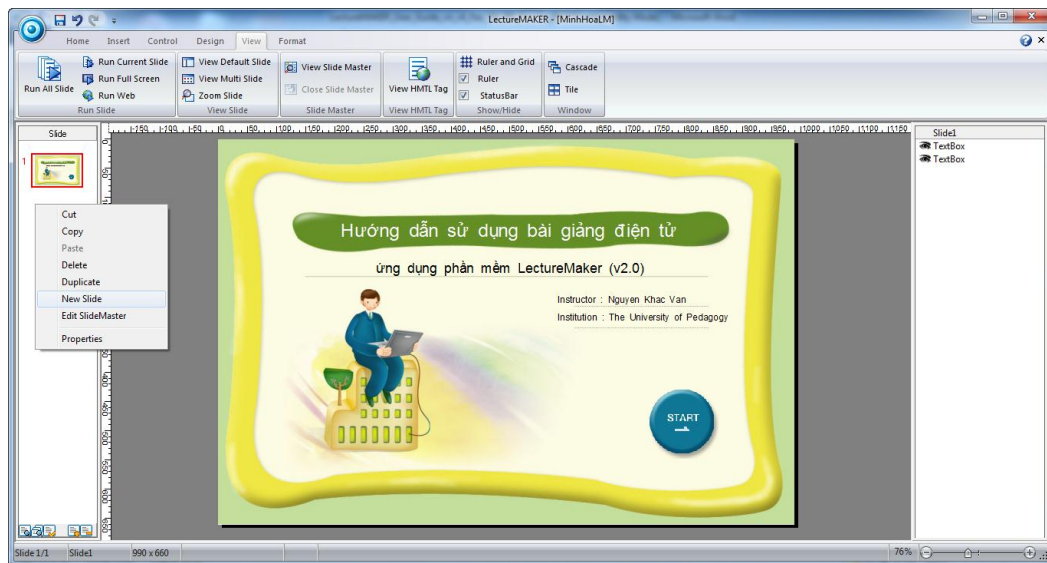 LectureMAKER - [MinhHoaLM]
Home Insert Control Design View Format
Run All Slide
Run Current Slide
Run Full Screen
Run Web
Run Slide
View Default Slide
View Multi Slide
Zoom Slide
View Slide
View Slide Master
Close Slide Master
Slide Master
View HMTL Tag
View HMTL Tag
Ruler and Grid
Ruler
StatusBar
Show/Hide
Cascade
Tile
Window
Slide
1
Cut
Copy
Paste
Delete
Duplicate
New Slide
Edit SlideMaster
Properties
Hướng dẫn sử dụng bài giảng điện tử
ứng dụng phần mềm LectureMaker (v2.0)
Instructor : Nguyen Khac Van
Institution : The University of Pedagogy
START
Slide1
TextBox
TextBox
Slide 1/1 Slide1 990 x 660 76%